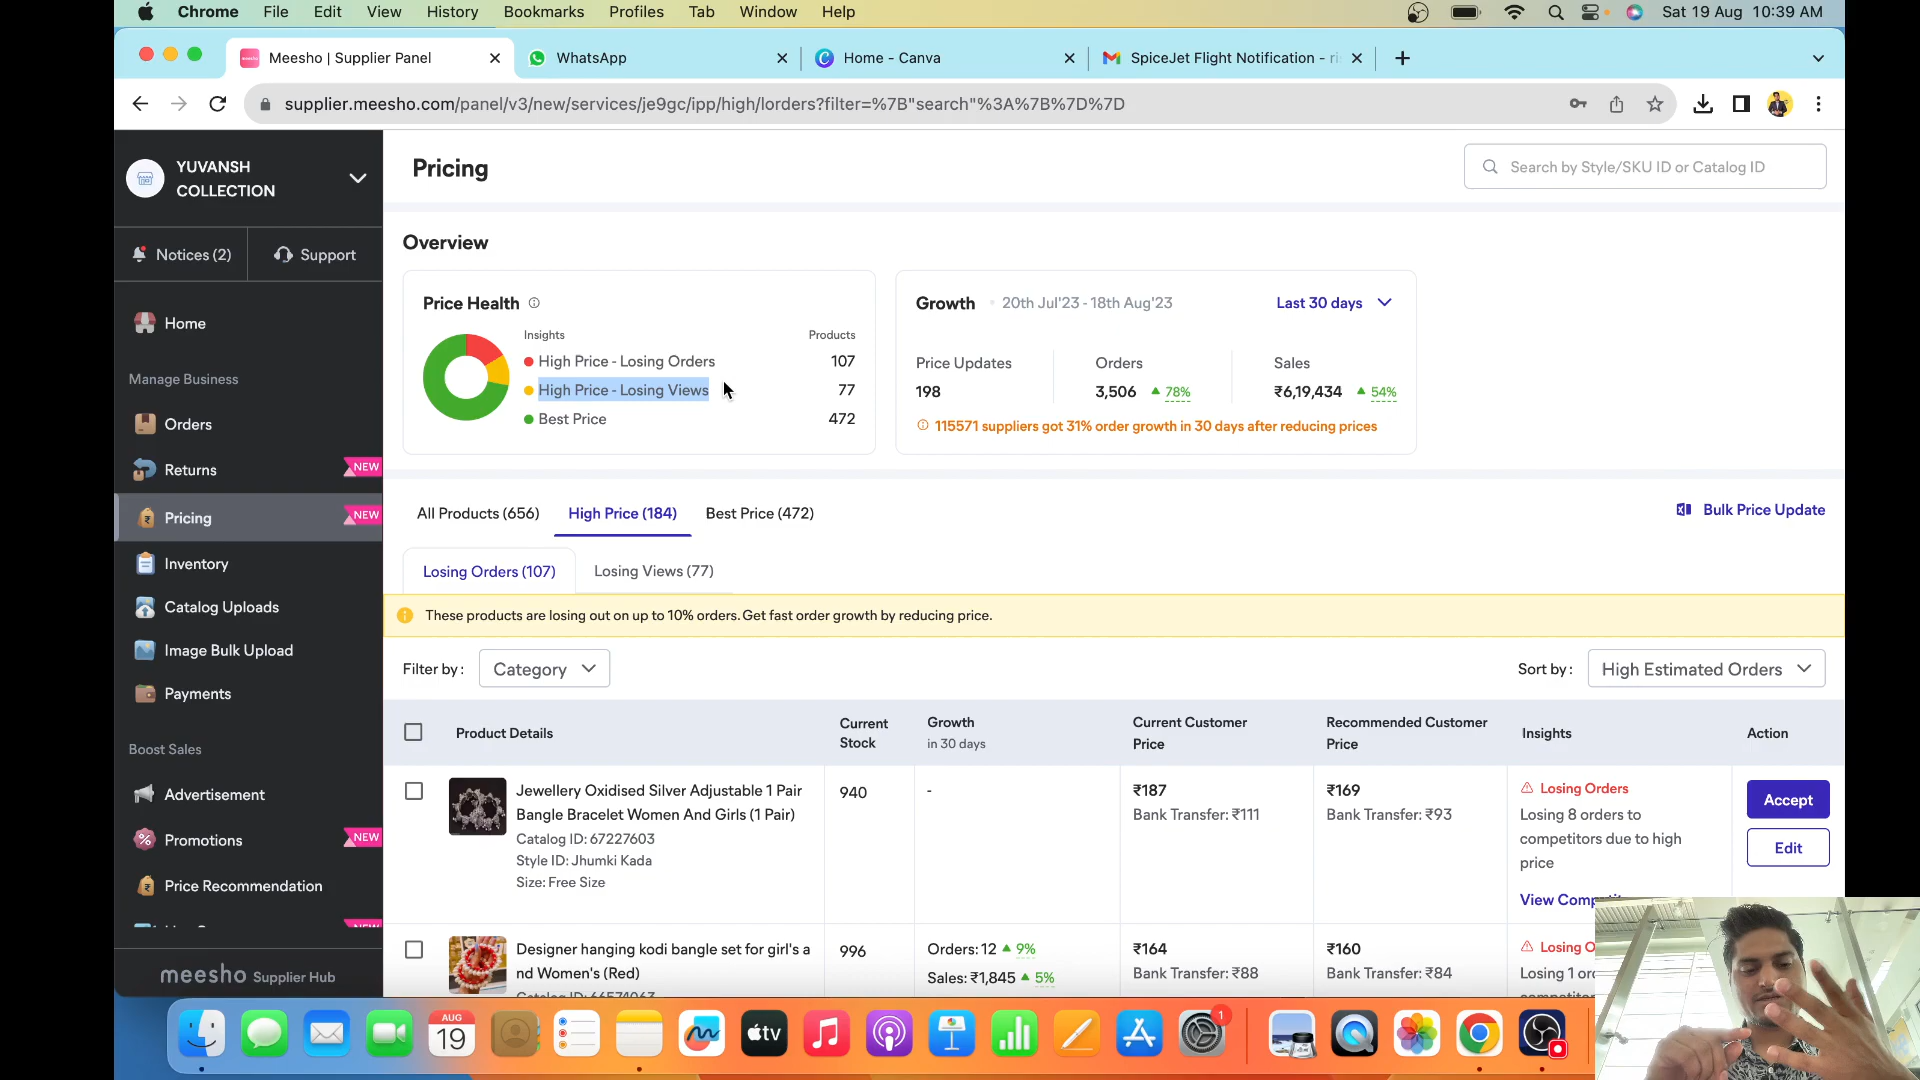 Chrome File Edit View History Bookmarks Profiles Tab Window Help Sat 19 Aug 10:39 AM
Meesho | Supplier Panel WhatsApp Home - Canva SpiceJet Flight Notification - ri
supplier.meesho.com/panel/v3/new/services/je9gc/ipp/high/lorders?filter=%7B"search"%3A%7B%7D%7D
YUVANSH
COLLECTION
Notices (2) Support
Home
Manage Business
Orders
Returns NEW
Pricing NEW
Inventory
Catalog Uploads
Image Bulk Upload
Payments
Boost Sales
Advertisement
Promotions NEW
Price Recommendation
NEW
meesho Supplier Hub
Pricing
Search by Style/SKU ID or Catalog ID
Overview
Price Health
Insights Products
High Price - Losing Orders 107
High Price - Losing Views 77
Best Price 472
Growth 20th Jul'23 - 18th Aug'23 Last 30 days
Price Updates Orders Sales
198 3,506 78% ₹6,19,434 54%
115571 suppliers got 31% order growth in 30 days after reducing prices
All Products (656) High Price (184) Best Price (472) Bulk Price Update
Losing Orders (107) Losing Views (77)
These products are losing out on up to 10% orders. Get fast order growth by reducing price.
Filter by : Category Sort by : High Estimated Orders
Product Details Current Stock Growth in 30 days Current Customer Price Recommended Customer Price Insights Action
Jewellery Oxidised Silver Adjustable 1 Pair
Bangle Bracelet Women And Girls (1 Pair)
Catalog ID: 67227603
Style ID: Jhumki Kada
Size: Free Size
940
-
₹187
Bank Transfer: ₹111
₹169
Bank Transfer: ₹93
Losing Orders
Losing 8 orders to
competitors due to high
price
View
Accept
Edit
Designer hanging kodi bangle set for girl's a
nd Women's (Red)
996
Orders: 12 9%
Sales: ₹1,845 5%
₹164
Bank Transfer: ₹88
₹160
Bank Transfer: ₹84
Losing
Losing 1
AUG
19
tv
1